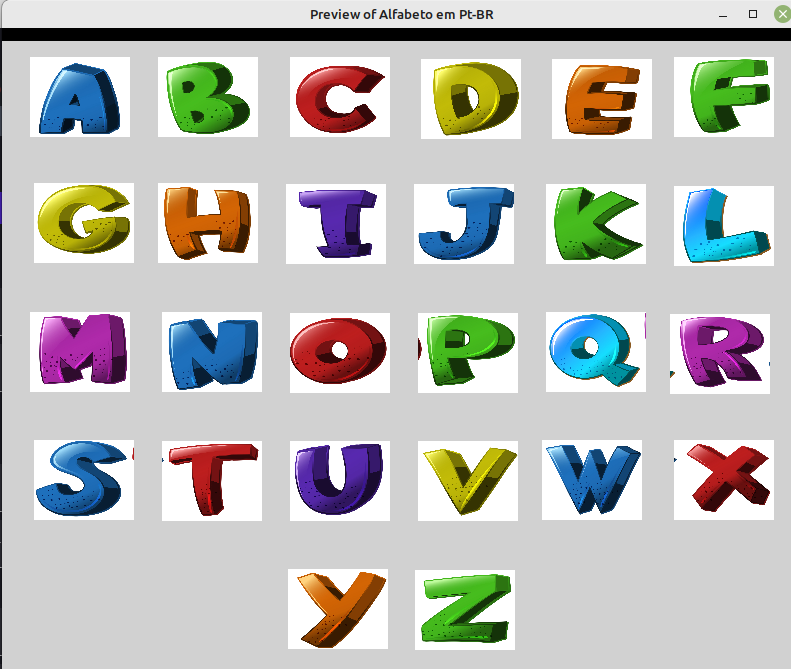 Preview of Alfabeto em Pt-BR
A B C D E F
G H I J K L
M N O P Q R
S T U V W X
Y Z